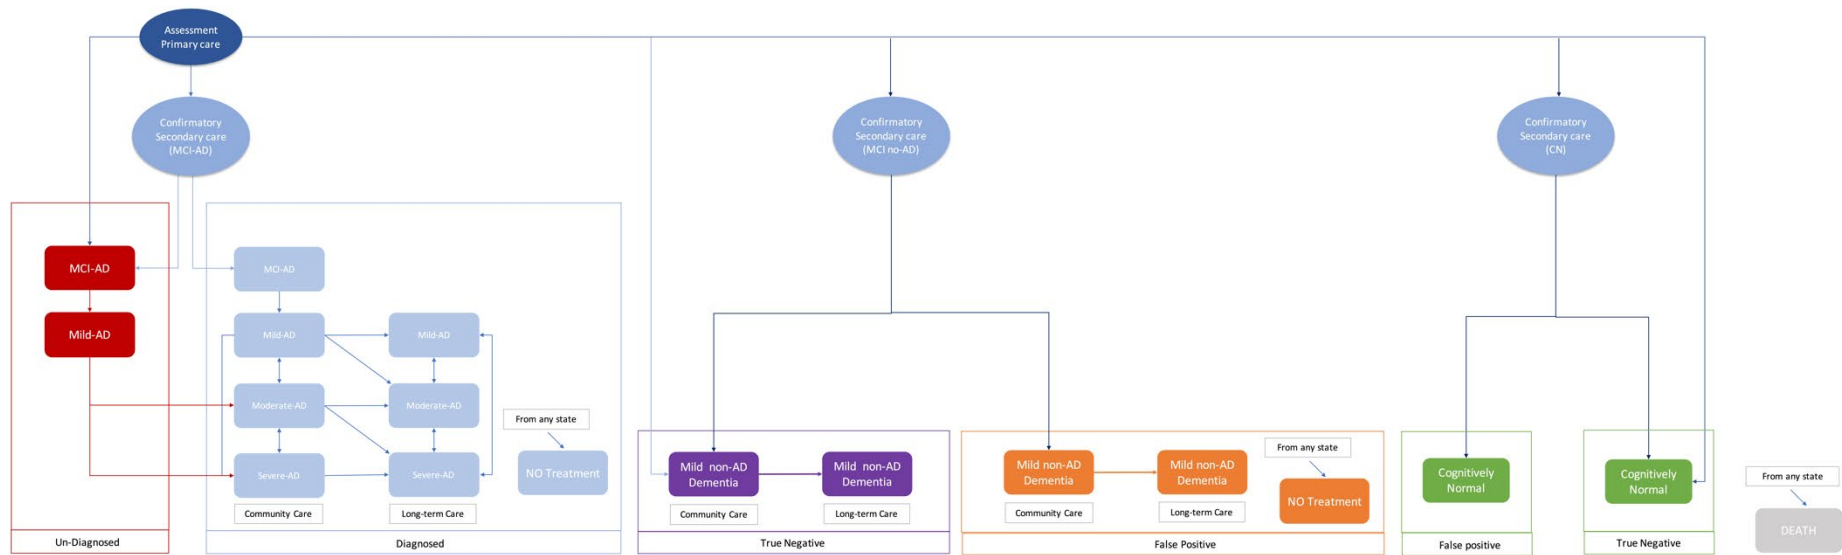 Assessment
Primary care
Confirmatory
Secondary care
(MCI-AD)
Confirmatory
Secondary care
(MCI no-AD)
Confirmatory
Secondary care
(CN)
MCI-AD
Mild-AD
Un-Diagnosed
MCI-AD
Mild-AD
Mild-AD
Moderate-AD
Moderate-AD
Severe-AD
Severe-AD
From any state
NO Treatment
Community Care
Long-term Care
Diagnosed
Mild non-AD
Dementia
Mild non-AD
Dementia
Community Care
Long-term Care
True Negative
Mild non-AD
Dementia
Mild non-AD
Dementia
From any state
NO Treatment
Community Care
Long-term Care
False Positive
Cognitively
Normal
False positive
Cognitively
Normal
True Negative
From any state
DEATH